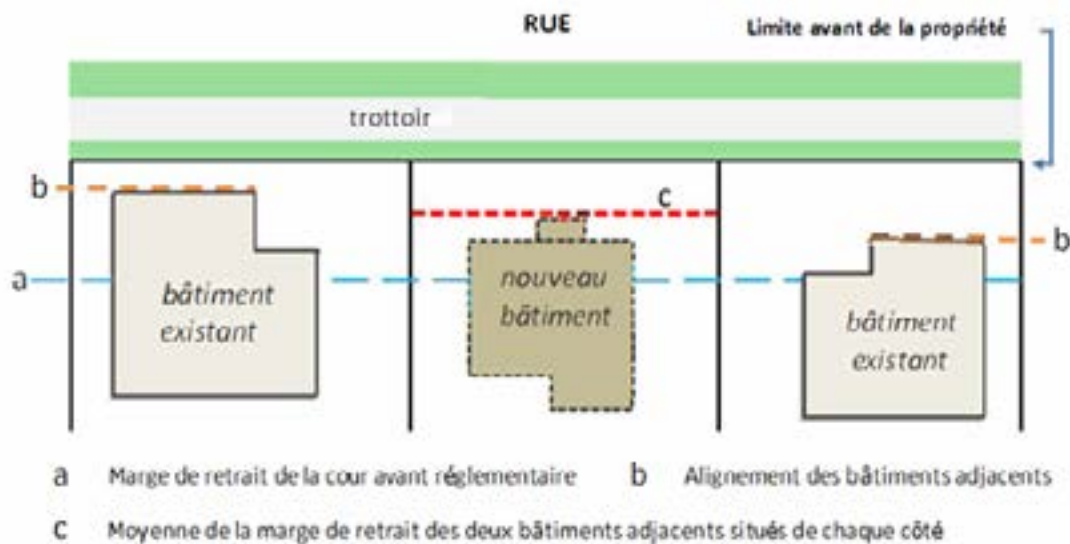 RUE
Limite avant de la propriété
trottoir
b
c
b
a
bâtiment
existant
nouveau
bâtiment
bâtiment
existant
a Marge de retrait de la cour avant réglementaire
b Alignement des bâtiments adjacents
c Moyenne de la marge de retrait des deux bâtiments adjacents situés de chaque côté